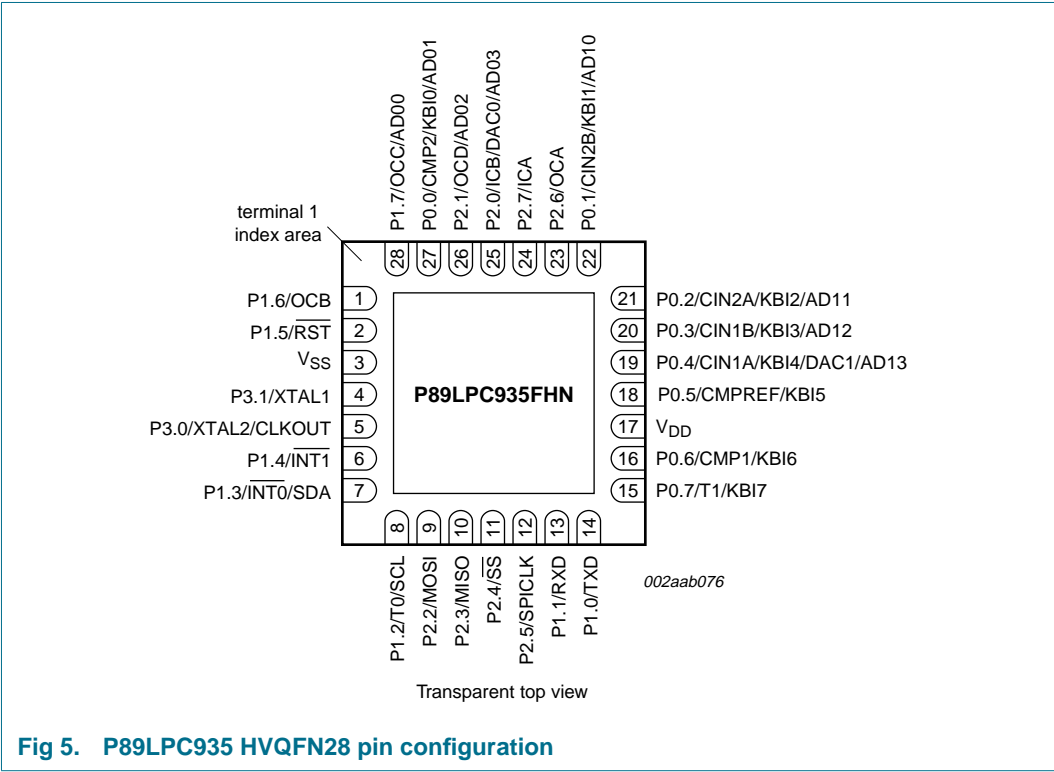 P1.7/OCC/AD00
P0.0/CMP2/KBI0/AD01
P2.1/OCD/AD02
P2.0/ICB/DAC0/AD03
P2.7/ICA
P2.6/OCA
P0.1/CIN2B/KBI1/AD10
terminal 1
index area
28
27
26
25
24
23
22
P1.6/OCB 1
P1.5/R̅S̅T̅ 2
VSS 3
P3.1/XTAL1 4
P3.0/XTAL2/CLKOUT 5
P1.4/I̅N̅T̅1̅ 6
P1.3/I̅N̅T̅0̅/SDA 7
P89LPC935FHN
21 P0.2/CIN2A/KBI2/AD11
20 P0.3/CIN1B/KBI3/AD12
19 P0.4/CIN1A/KBI4/DAC1/AD13
18 P0.5/CMPREF/KBI5
17 VDD
16 P0.6/CMP1/KBI6
15 P0.7/T1/KBI7
8
9
10
11
12
13
14
P1.2/T0/SCL
P2.2/MOSI
P2.3/MISO
P2.4/S̅S̅
P2.5/SPICLK
P1.1/RXD
P1.0/TXD
002aab076
Transparent top view
Fig 5. P89LPC935 HVQFN28 pin configuration